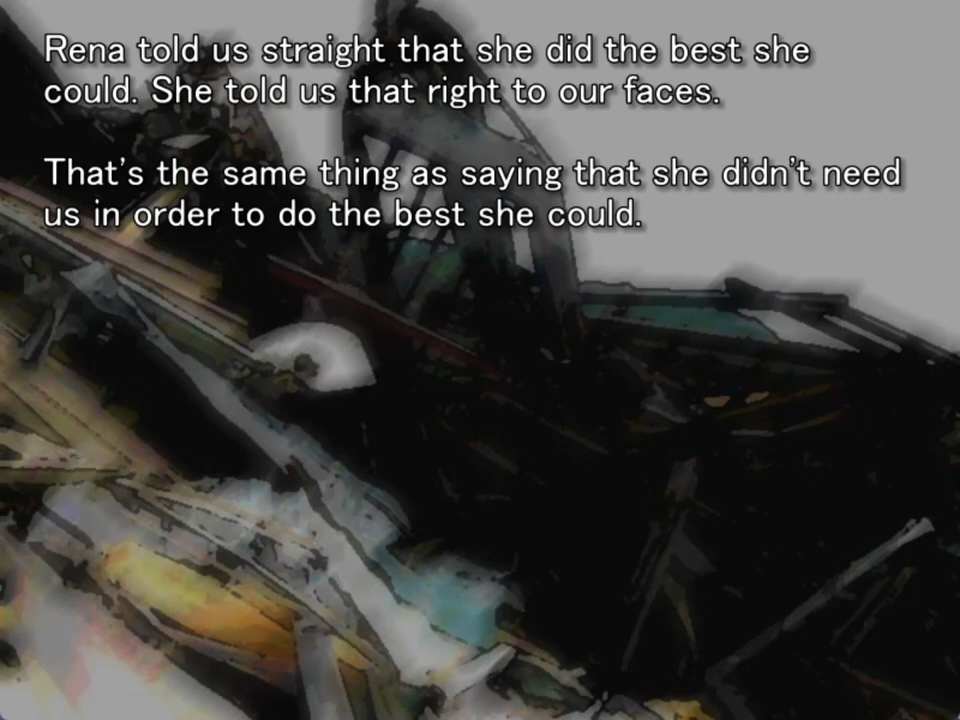 Rena told us straight that she did the best she
could. She told us that right to our faces.
That's the same thing as saying that she didn't need
us in order to do the best she could.